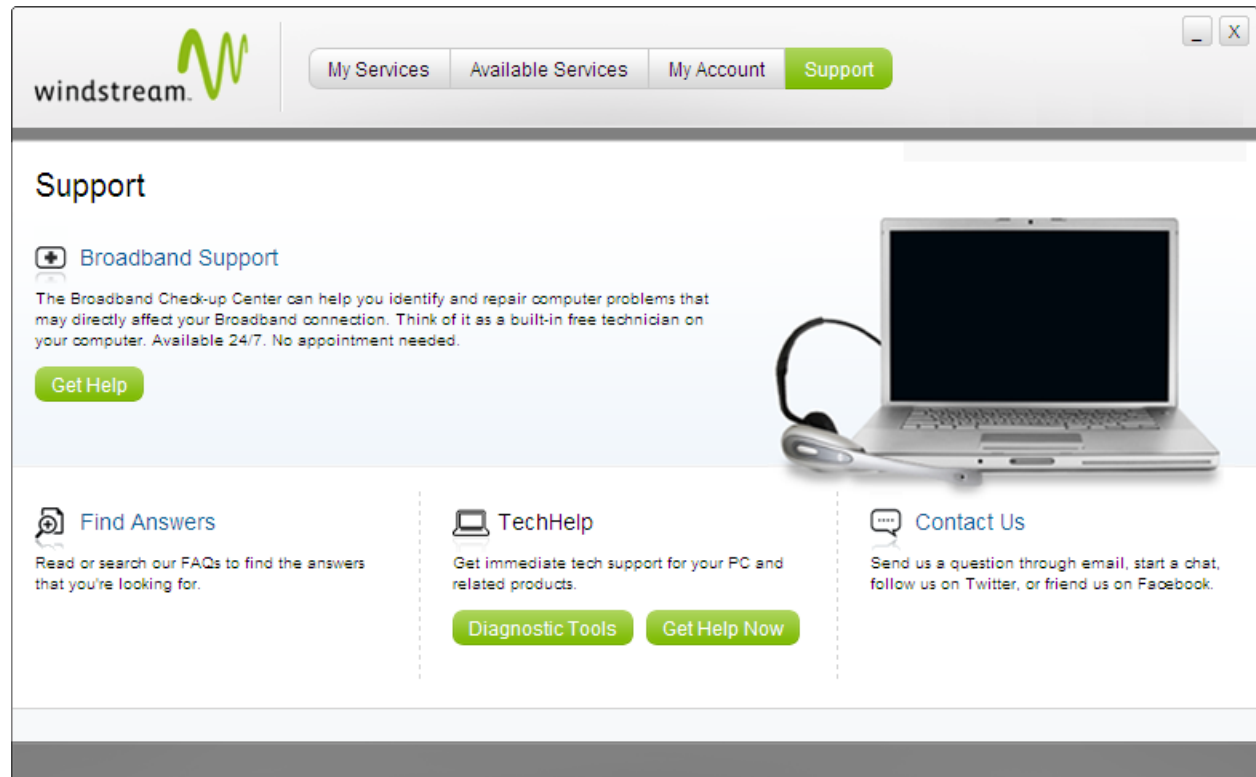 windstream.
My Services Available Services My Account Support
_ X
Support
Broadband Support
The Broadband Check-up Center can help you identify and repair computer problems that
may directly affect your Broadband connection. Think of it as a built-in free technician on
your computer. Available 24/7. No appointment needed.
Get Help
Find Answers
Read or search our FAQs to find the answers
that you're looking for.
TechHelp
Get immediate tech support for your PC and
related products.
Diagnostic Tools Get Help Now
Contact Us
Send us a question through email, start a chat,
follow us on Twitter, or friend us on Facebook.